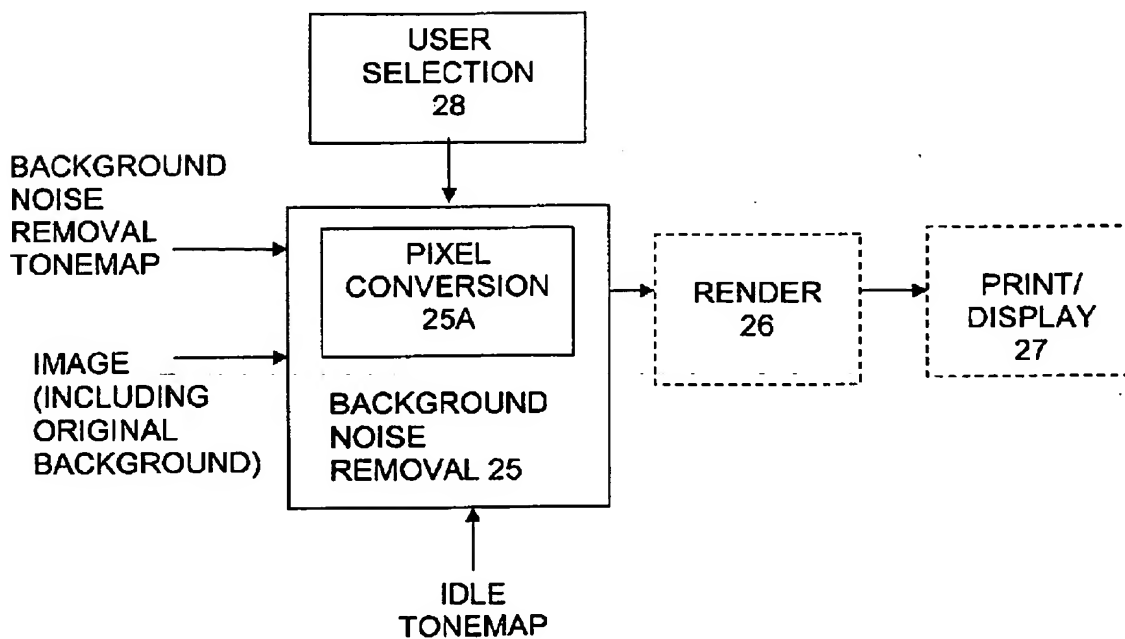 USER
SELECTION
28
BACKGROUND
NOISE
REMOVAL
TONEMAP
IMAGE
(INCLUDING
ORIGINAL
BACKGROUND)
PIXEL
CONVERSION
25A
BACKGROUND
NOISE
REMOVAL 25
RENDER
26
PRINT/
DISPLAY
27
IDLE
TONEMAP